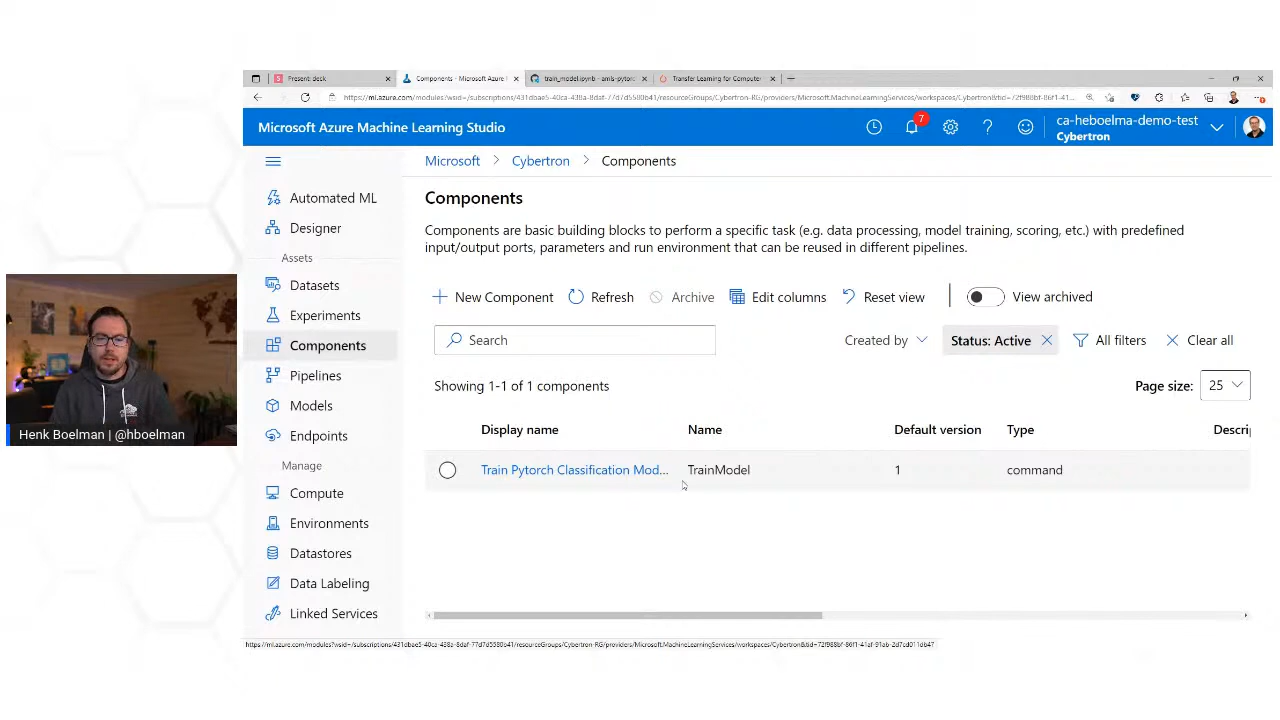 Present: deck
Components - Microsoft Azure
train_model.ipynb - amls-pytorc
Transfer Learning for Computer
Microsoft Azure Machine Learning Studio
7
ca-heboelma-demo-test
Cybertron
Microsoft > Cybertron > Components
Automated ML
Designer
Assets
Datasets
Experiments
Components
Pipelines
Models
Endpoints
Manage
Compute
Environments
Datastores
Data Labeling
Linked Services
Components
Components are basic building blocks to perform a specific task (e.g. data processing, model training, scoring, etc.) with predefined
input/output ports, parameters and run environment that can be reused in different pipelines.
New Component Refresh Archive Edit columns Reset view View archived
Search Created by Status: Active All filters Clear all
Showing 1-1 of 1 components Page size: 25
Display name Name Default version Type Descrip
Train Pytorch Classification Mod... TrainModel 1 command
Henk Boelman | @hboelman